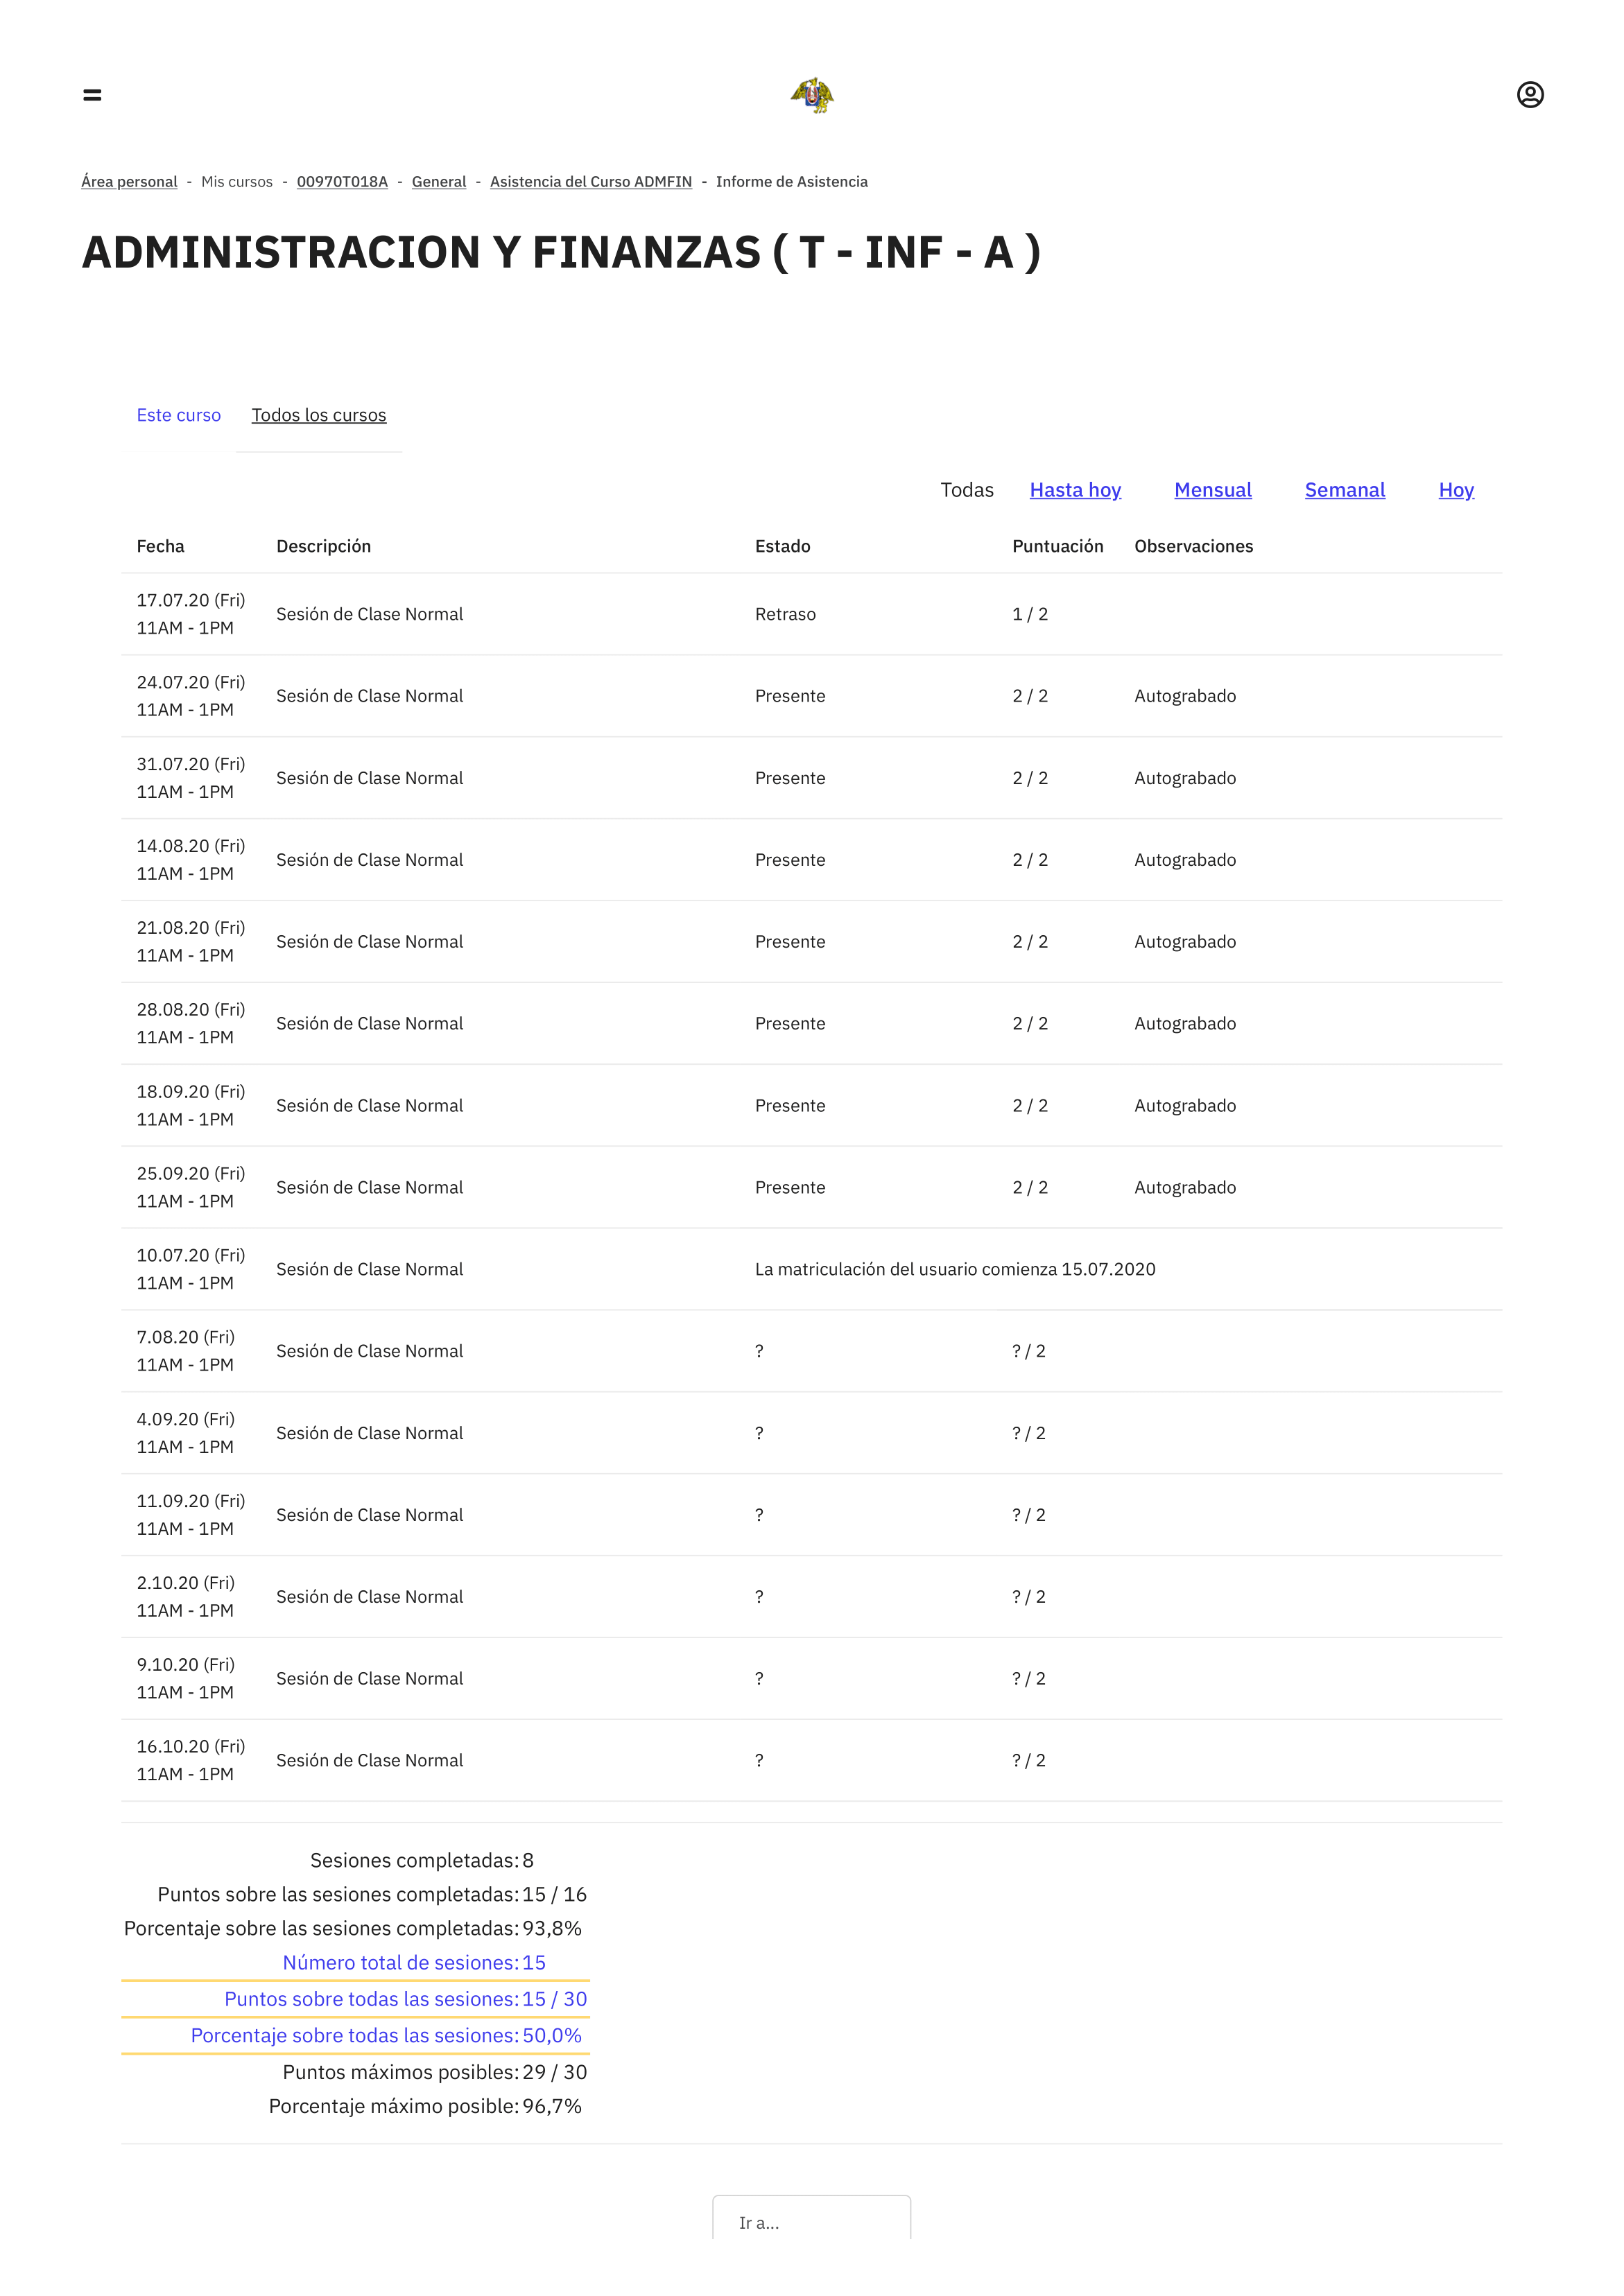 Área personal - Mis cursos - 00970T018A - General - Asistencia del Curso ADMFIN - Informe de Asistencia
ADMINISTRACION Y FINANZAS ( T - INF - A )
Este curso Todos los cursos
Todas Hasta hoy Mensual Semanal Hoy
Fecha Descripción Estado Puntuación Observaciones
17.07.20 (Fri)
11AM - 1PM Sesión de Clase Normal Retraso 1 / 2
24.07.20 (Fri)
11AM - 1PM Sesión de Clase Normal Presente 2 / 2 Autograbado
31.07.20 (Fri)
11AM - 1PM Sesión de Clase Normal Presente 2 / 2 Autograbado
14.08.20 (Fri)
11AM - 1PM Sesión de Clase Normal Presente 2 / 2 Autograbado
21.08.20 (Fri)
11AM - 1PM Sesión de Clase Normal Presente 2 / 2 Autograbado
28.08.20 (Fri)
11AM - 1PM Sesión de Clase Normal Presente 2 / 2 Autograbado
18.09.20 (Fri)
11AM - 1PM Sesión de Clase Normal Presente 2 / 2 Autograbado
25.09.20 (Fri)
11AM - 1PM Sesión de Clase Normal Presente 2 / 2 Autograbado
10.07.20 (Fri)
11AM - 1PM Sesión de Clase Normal La matriculación del usuario comienza 15.07.2020
7.08.20 (Fri)
11AM - 1PM Sesión de Clase Normal ? ? / 2
4.09.20 (Fri)
11AM - 1PM Sesión de Clase Normal ? ? / 2
11.09.20 (Fri)
11AM - 1PM Sesión de Clase Normal ? ? / 2
2.10.20 (Fri)
11AM - 1PM Sesión de Clase Normal ? ? / 2
9.10.20 (Fri)
11AM - 1PM Sesión de Clase Normal ? ? / 2
16.10.20 (Fri)
11AM - 1PM Sesión de Clase Normal ? ? / 2
Sesiones completadas: 8
Puntos sobre las sesiones completadas: 15 / 16
Porcentaje sobre las sesiones completadas: 93,8%
Número total de sesiones: 15
Puntos sobre todas las sesiones: 15 / 30
Porcentaje sobre todas las sesiones: 50,0%
Puntos máximos posibles: 29 / 30
Porcentaje máximo posible: 96,7%
Ir a...